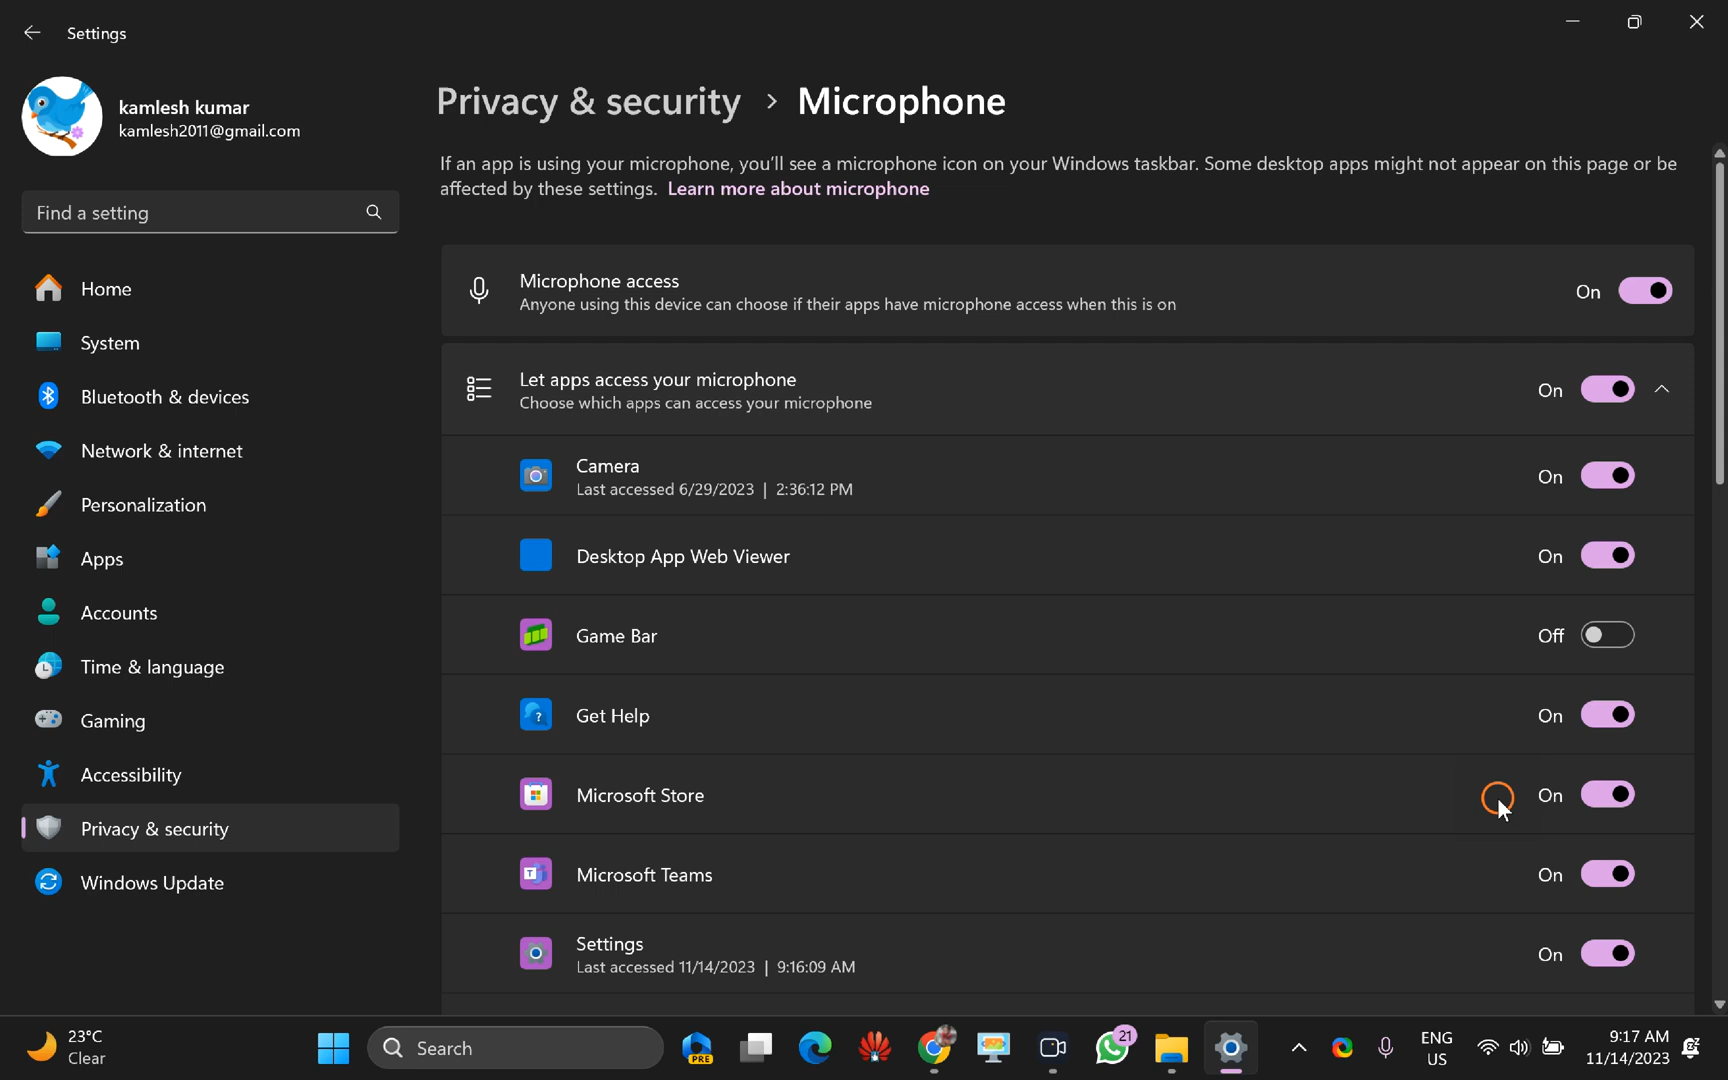 Settings
kamlesh kumar
kamlesh2011@gmail.com
Find a setting
Home
System
Bluetooth & devices
Network & internet
Personalization
Apps
Accounts
Time & language
Gaming
Accessibility
Privacy & security
Windows Update
Privacy & security > Microphone
If an app is using your microphone, you'll see a microphone icon on your Windows taskbar. Some desktop apps might not appear on this page or be
affected by these settings. Learn more about microphone
Microphone access
Anyone using this device can choose if their apps have microphone access when this is on
On
Let apps access your microphone
Choose which apps can access your microphone
On
Camera
Last accessed 6/29/2023 | 2:36:12 PM
On
Desktop App Web Viewer
On
Game Bar
Off
Get Help
On
Microsoft Store
On
Microsoft Teams
On
Settings
Last accessed 11/14/2023 | 9:16:09 AM
On
23°C
Clear
Search
PRE
21
ENG
US
9:17 AM
11/14/2023